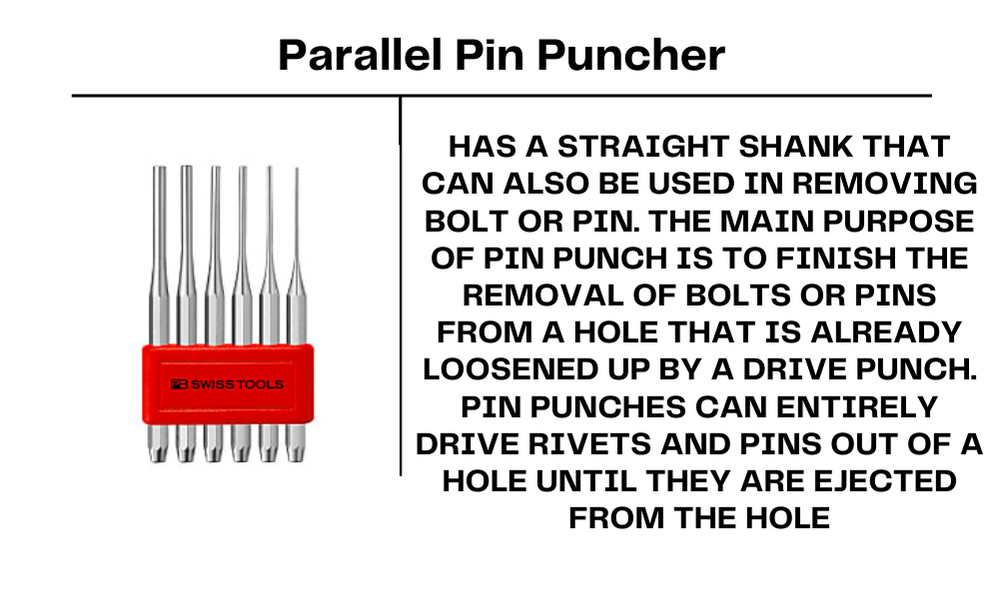 Parallel Pin Puncher
PB SWISS TOOLS
HAS A STRAIGHT SHANK THAT
CAN ALSO BE USED IN REMOVING
BOLT OR PIN. THE MAIN PURPOSE
OF PIN PUNCH IS TO FINISH THE
REMOVAL OF BOLTS OR PINS
FROM A HOLE THAT IS ALREADY
LOOSENED UP BY A DRIVE PUNCH.
PIN PUNCHES CAN ENTIRELY
DRIVE RIVETS AND PINS OUT OF A
HOLE UNTIL THEY ARE EJECTED
FROM THE HOLE